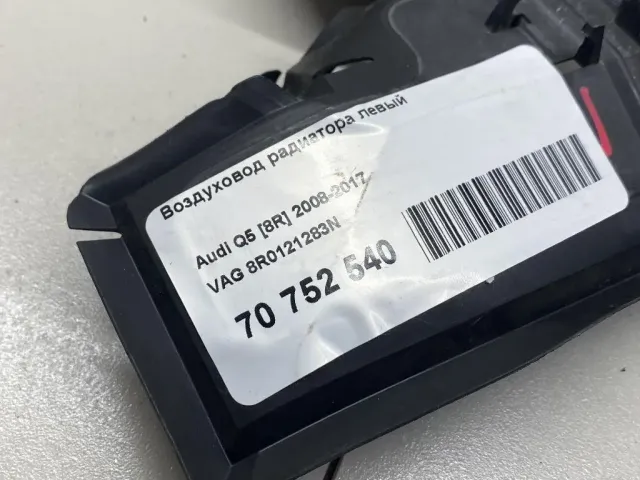 Воздуховод радиатора левый
Audi Q5 [8R] 2008-2017
VAG 8R0121283N
70 752 540